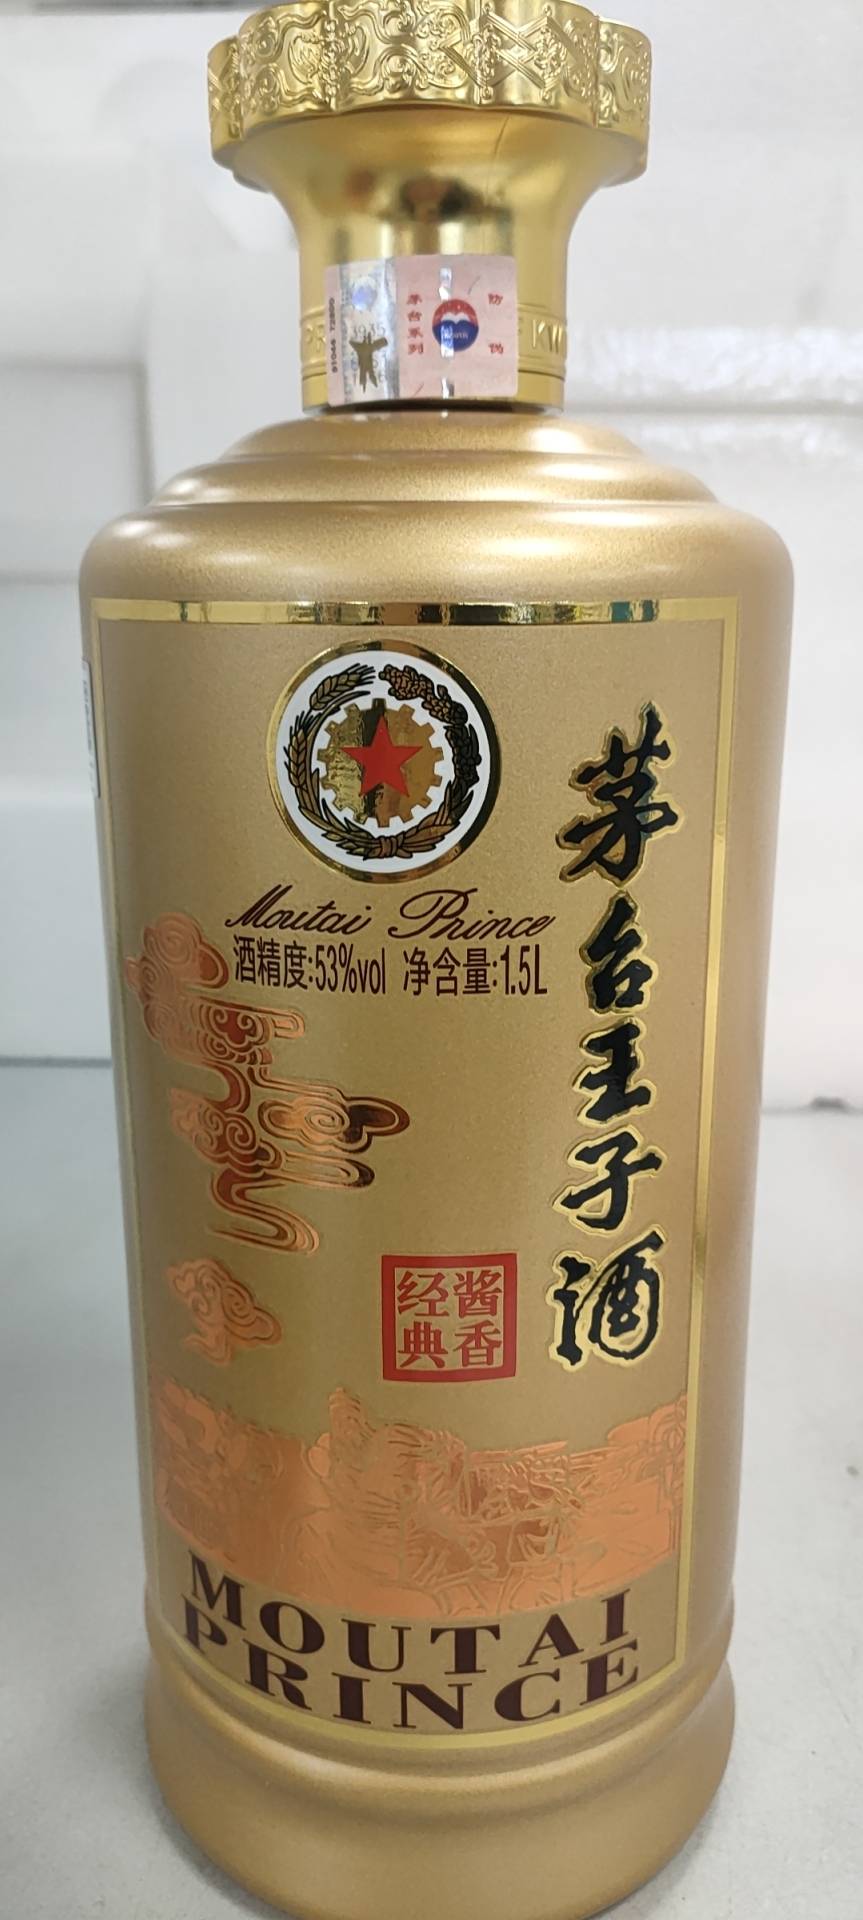 茅台系列
防伪
KW
Moutai Prince
酒精度:53%vol 净含量:1.5L
茅台王子酒
酱香
经典
MOUTAI
PRINCE